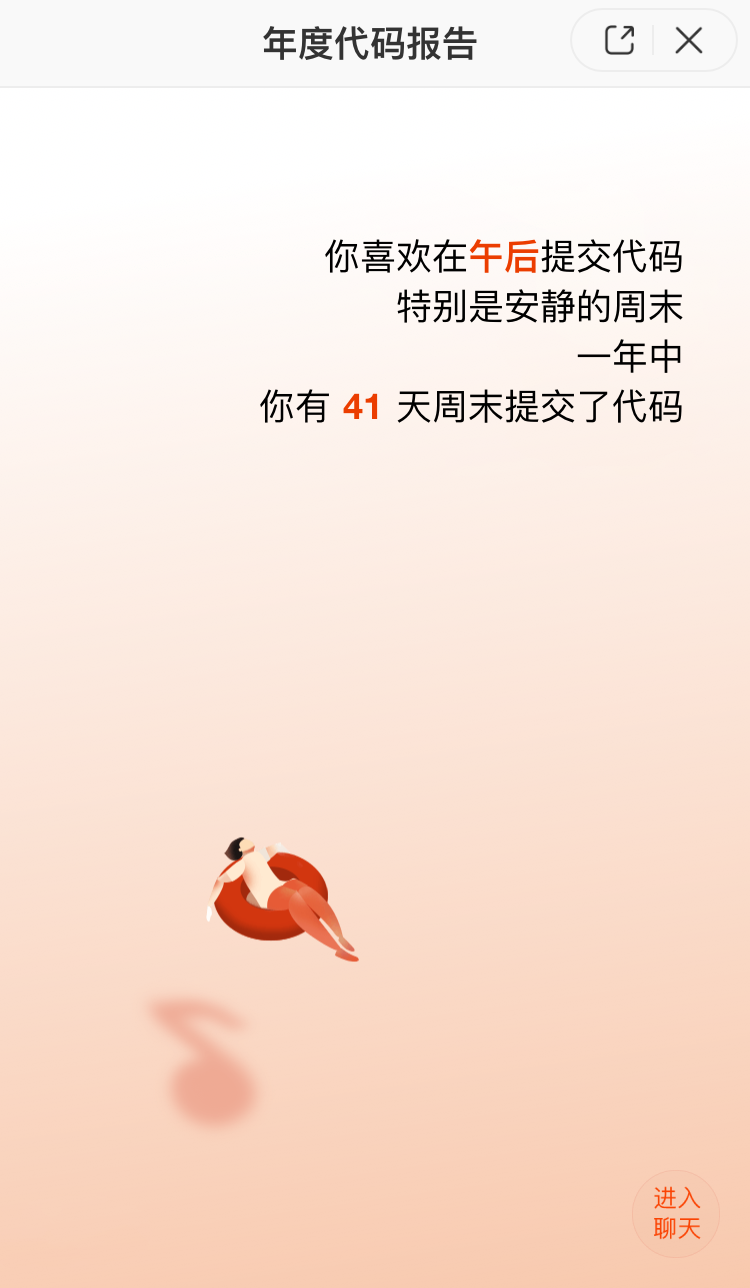 年度代码报告
你喜欢在午后提交代码
特别是安静的周末
一年中
你有 41 天周末提交了代码
进入
聊天